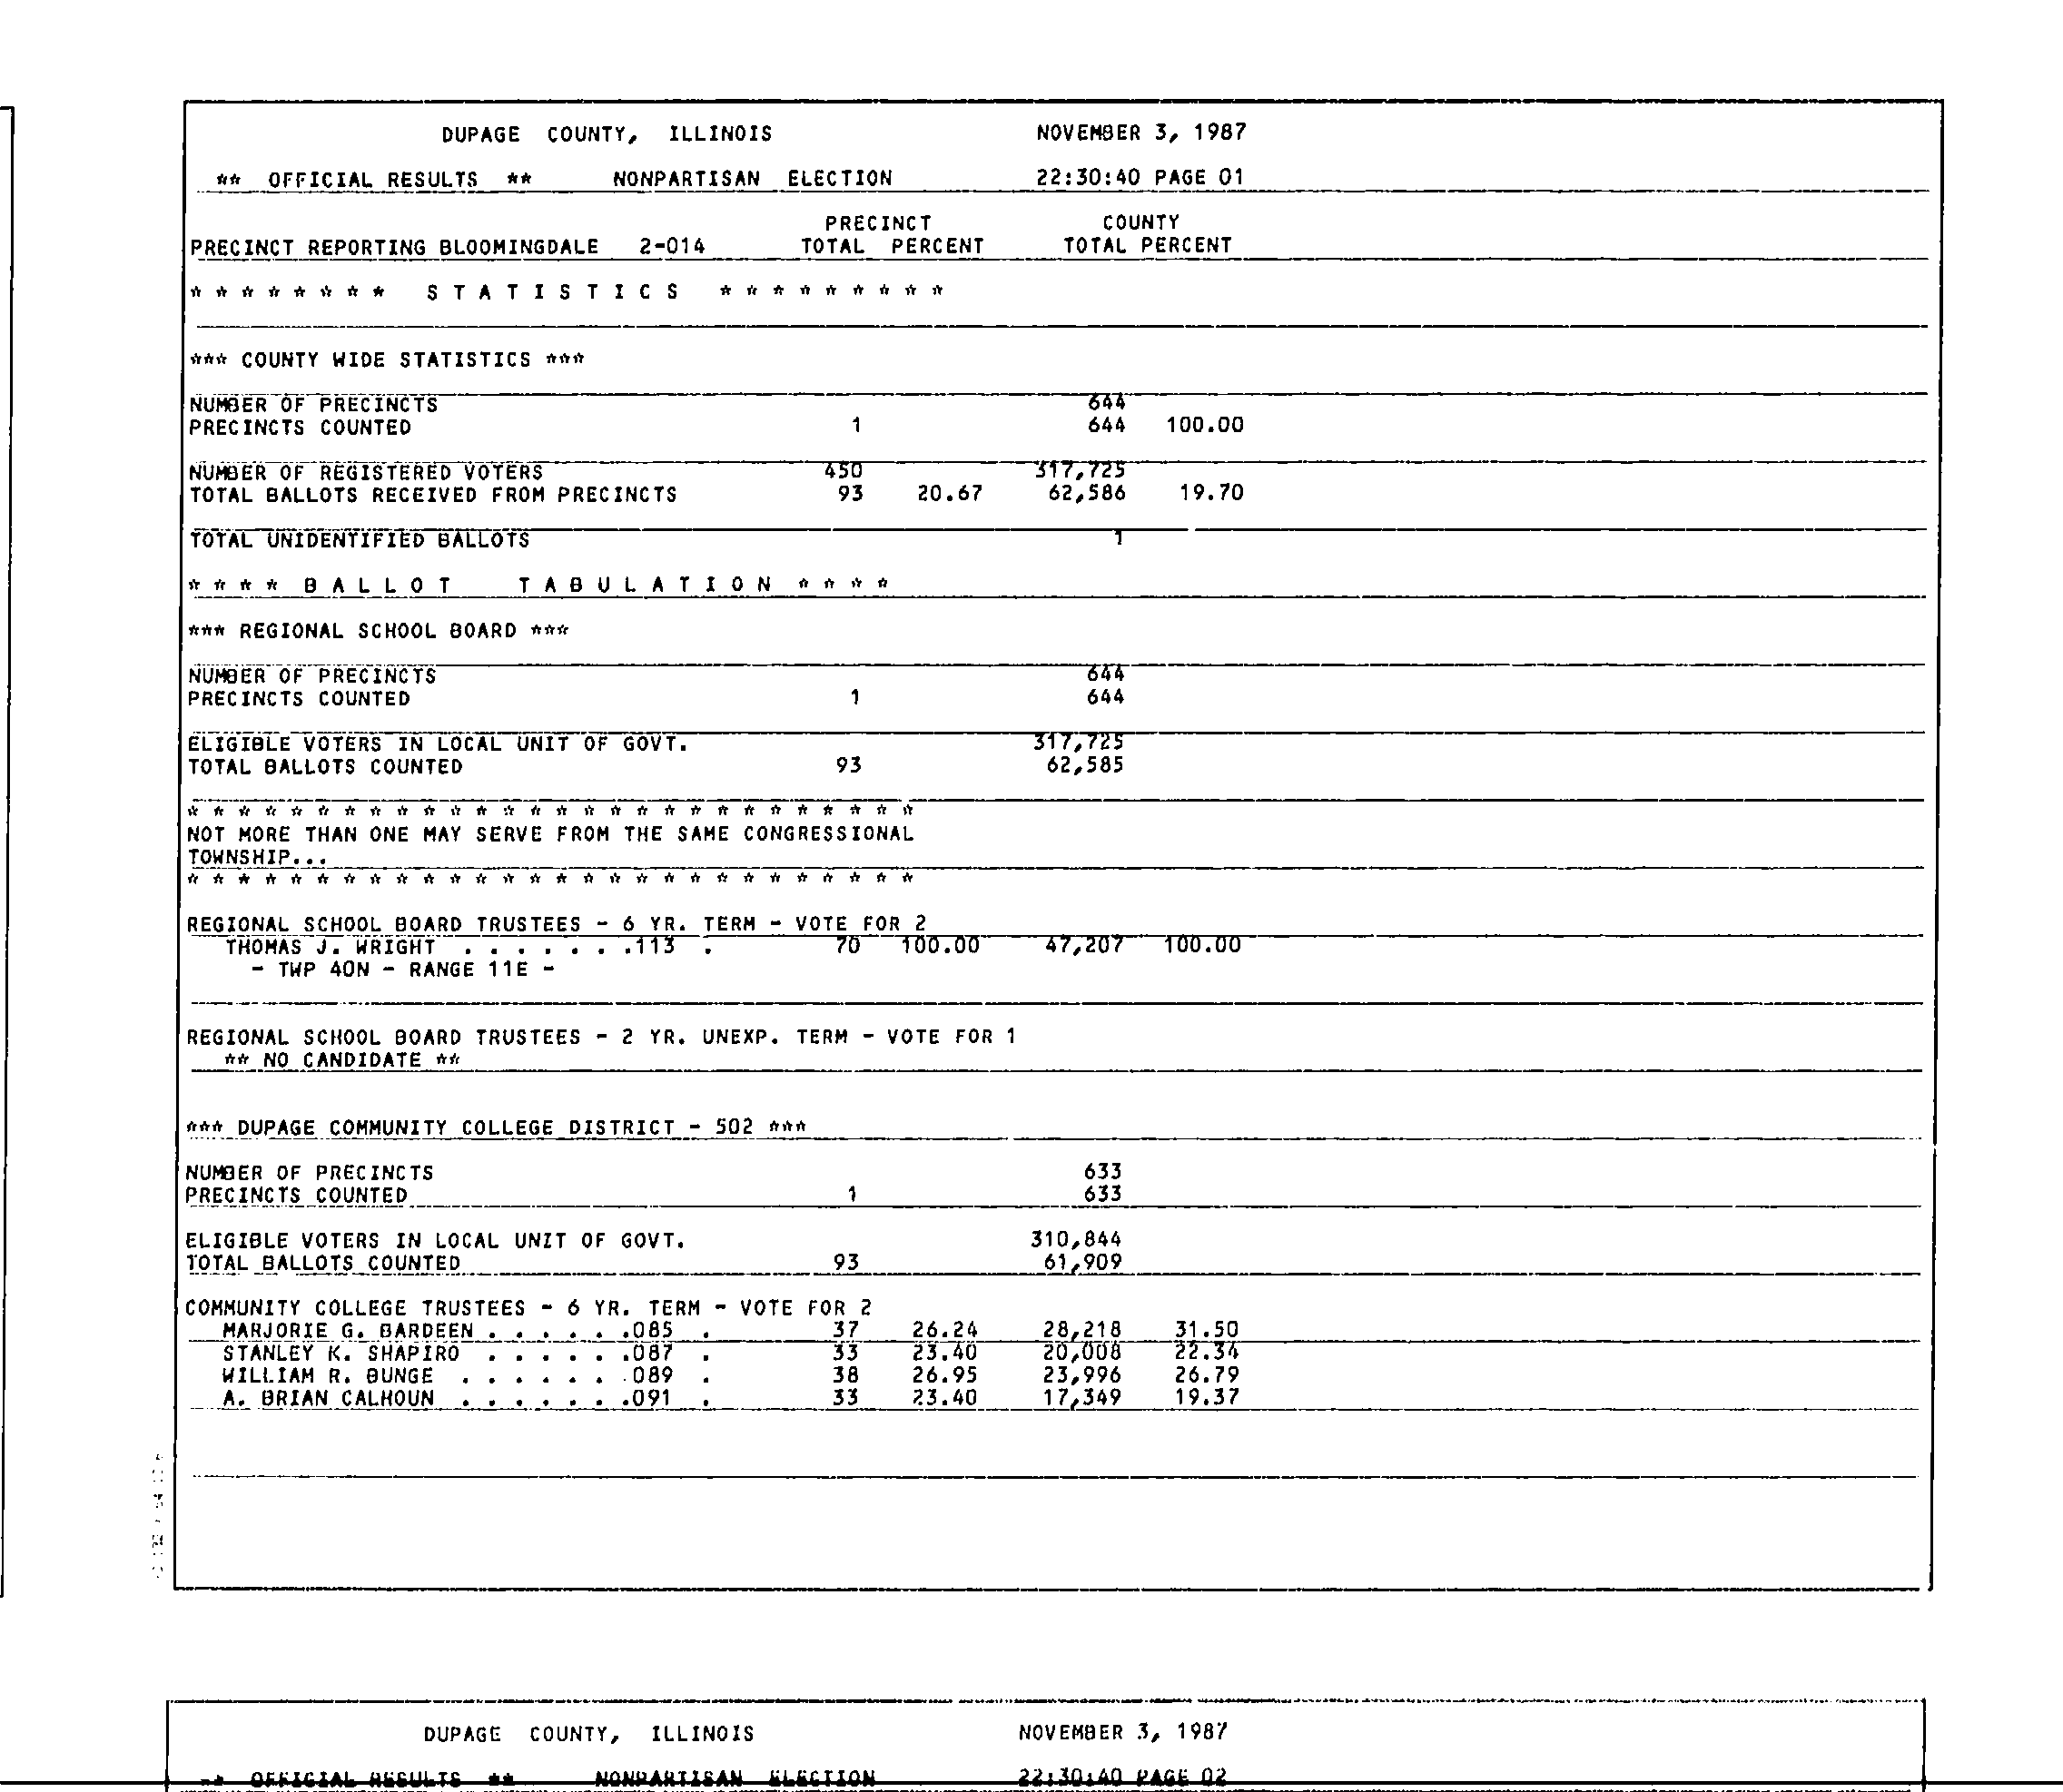 DUPAGE COUNTY, ILLINOIS NOVEMBER 3, 1987
** OFFICIAL RESULTS ** NONPARTISAN ELECTION 22:30:40 PAGE 01
PRECINCT COUNTY
PRECINCT REPORTING BLOOMINGDALE 2-014 TOTAL PERCENT TOTAL PERCENT
* * * * * * * * S T A T I S T I C S * * * * * * * * *
*** COUNTY WIDE STATISTICS ***
NUMBER OF PRECINCTS 644
PRECINCTS COUNTED 1 644 100.00
NUMBER OF REGISTERED VOTERS 450 317,725
TOTAL BALLOTS RECEIVED FROM PRECINCTS 93 20.67 62,586 19.70
TOTAL UNIDENTIFIED BALLOTS 1
* * * * B A L L O T T A B U L A T I O N * * * *
*** REGIONAL SCHOOL BOARD ***
NUMBER OF PRECINCTS 644
PRECINCTS COUNTED 1 644
ELIGIBLE VOTERS IN LOCAL UNIT OF GOVT. 317,725
TOTAL BALLOTS COUNTED 93 62,585
* * * * * * * * * * * * * * * * * * * * * * * * * * * *
NOT MORE THAN ONE MAY SERVE FROM THE SAME CONGRESSIONAL
TOWNSHIP...
* * * * * * * * * * * * * * * * * * * * * * * * * * * *
REGIONAL SCHOOL BOARD TRUSTEES - 6 YR. TERM - VOTE FOR 2
THOMAS J. WRIGHT . . . . . . .113 . 70 100.00 47,207 100.00
- TWP 40N - RANGE 11E -
REGIONAL SCHOOL BOARD TRUSTEES - 2 YR. UNEXP. TERM - VOTE FOR 1
** NO CANDIDATE **
*** DUPAGE COMMUNITY COLLEGE DISTRICT - 502 ***
NUMBER OF PRECINCTS 633
PRECINCTS COUNTED 1 633
ELIGIBLE VOTERS IN LOCAL UNIT OF GOVT. 310,844
TOTAL BALLOTS COUNTED 93 61,909
COMMUNITY COLLEGE TRUSTEES - 6 YR. TERM - VOTE FOR 2
MARJORIE G. BARDEEN . . . . . .085 . 37 26.24 28,218 31.50
STANLEY K. SHAPIRO . . . . . .087 . 33 23.40 20,008 22.34
WILLIAM R. BUNGE . . . . . . .089 . 38 26.95 23,996 26.79
A. BRIAN CALHOUN . . . . . . .091 . 33 23.40 17,349 19.37
DUPAGE COUNTY, ILLINOIS NOVEMBER 3, 1987
** OFFICIAL RESULTS ** NONPARTISAN ELECTION 22:30:40 PAGE 02